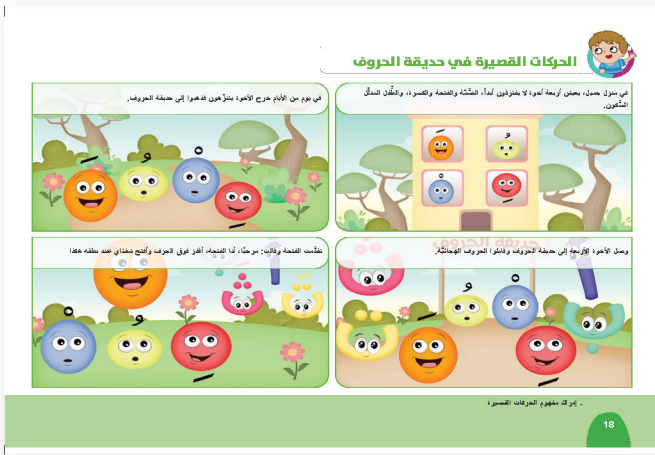 الحركات القصيرة في حديقة الحروف
في منزل جميل، يعيش أربعة أخوة لا يفترقون أبداً، الضمّة والفتحة والكسرة، والطّفل المدلّل
السّكون.
في يوم من الأيام خرج الأخوة يتنزّهون فذهبوا إلى حديقة الحروف.
وصل الأخوة الأربعة إلى حديقة الحروف وقابلوا الحروف الهجائيّة.
حديقة الحروف
تقدّمت الفتحة وقالت: مرحبًا، أنا الفتحة، أقفز فوق الحرف وأفتح شفتاي عند نطقه هكذا
ـ إدراك مفهوم الحركات القصيرة
18